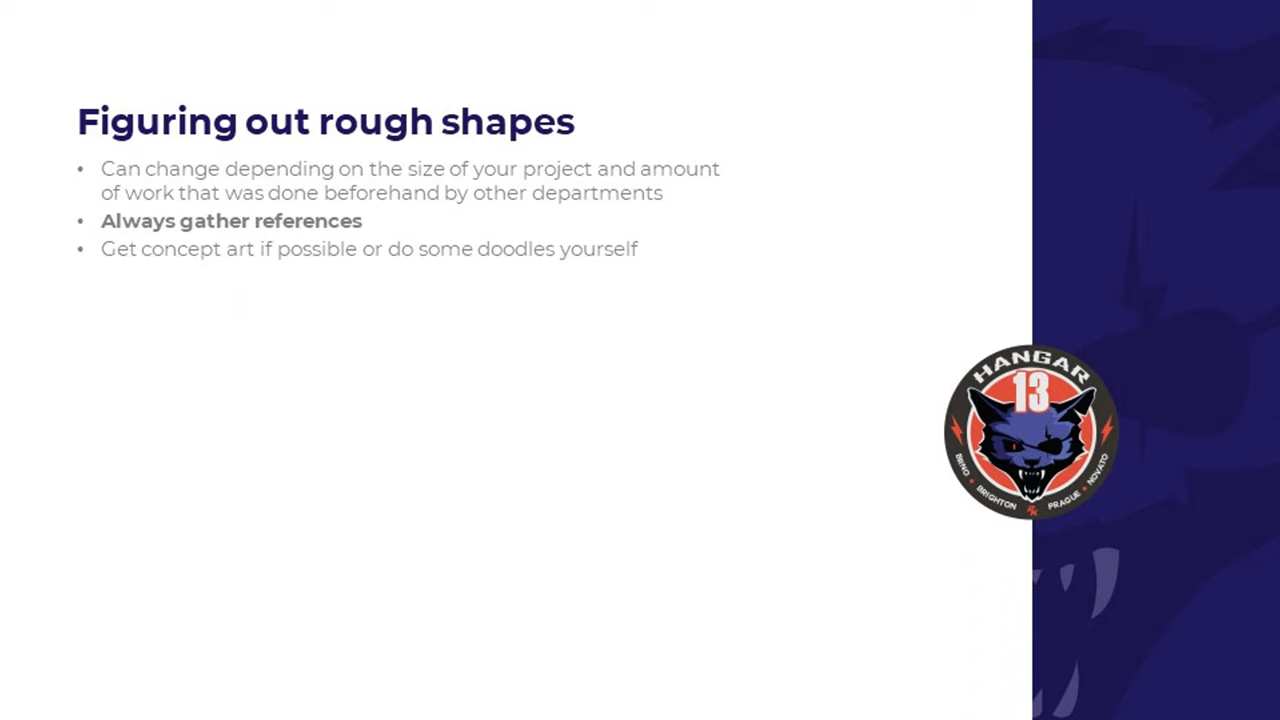 Figuring out rough shapes
• Can change depending on the size of your project and amount
of work that was done beforehand by other departments
• Always gather references
• Get concept art if possible or do some doodles yourself
HANGAR
13
BRNO • BRIGHTON 2K PRAGUE • NOVATO